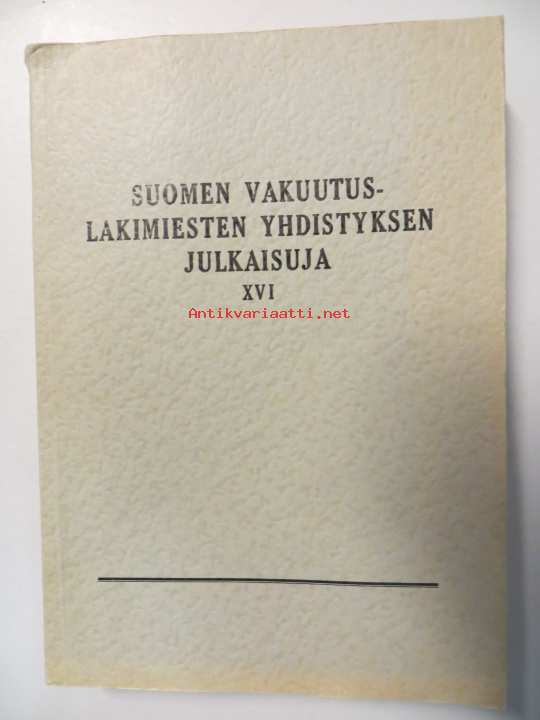 SUOMEN VAKUUTUS-
LAKIMIESTEN YHDISTYKSEN
JULKAISUJA
XVI
Antikvariaatti.net